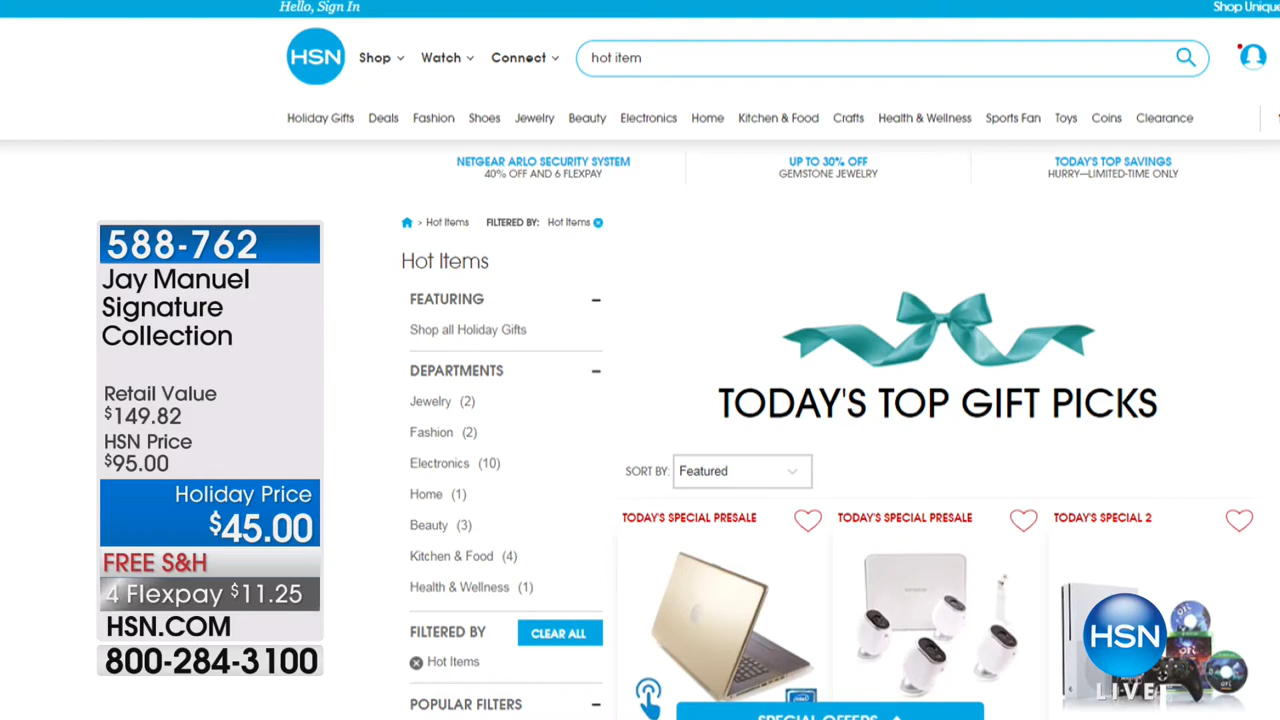 Hello, Sign In
Shop Unique
HSN
Shop
Watch
Connect
hot item
Holiday Gifts
Deals
Fashion
Shoes
Jewelry
Beauty
Electronics
Home
Kitchen & Food
Crafts
Health & Wellness
Sports Fan
Toys
Coins
Clearance
NETGEAR ARLO SECURITY SYSTEM
40% OFF AND 6 FLEXPAY
UP TO 30% OFF
GEMSTONE JEWELRY
TODAY'S TOP SAVINGS
HURRY—LIMITED-TIME ONLY
588-762
Jay Manuel
Signature
Collection
Retail Value
$149.82
HSN Price
$95.00
Holiday Price
$45.00
FREE S&H
4 Flexpay $11.25
HSN.COM
800-284-3100
> Hot Items
FILTERED BY: Hot Items
Hot Items
FEATURING
Shop all Holiday Gifts
DEPARTMENTS
Jewelry (2)
Fashion (2)
Electronics (10)
Home (1)
Beauty (3)
Kitchen & Food (4)
Health & Wellness (1)
FILTERED BY
CLEAR ALL
Hot Items
POPULAR FILTERS
TODAY'S TOP GIFT PICKS
SORT BY: Featured
TODAY'S SPECIAL PRESALE
TODAY'S SPECIAL PRESALE
TODAY'S SPECIAL 2
SPECIAL OFFERS
HSN
LIVE